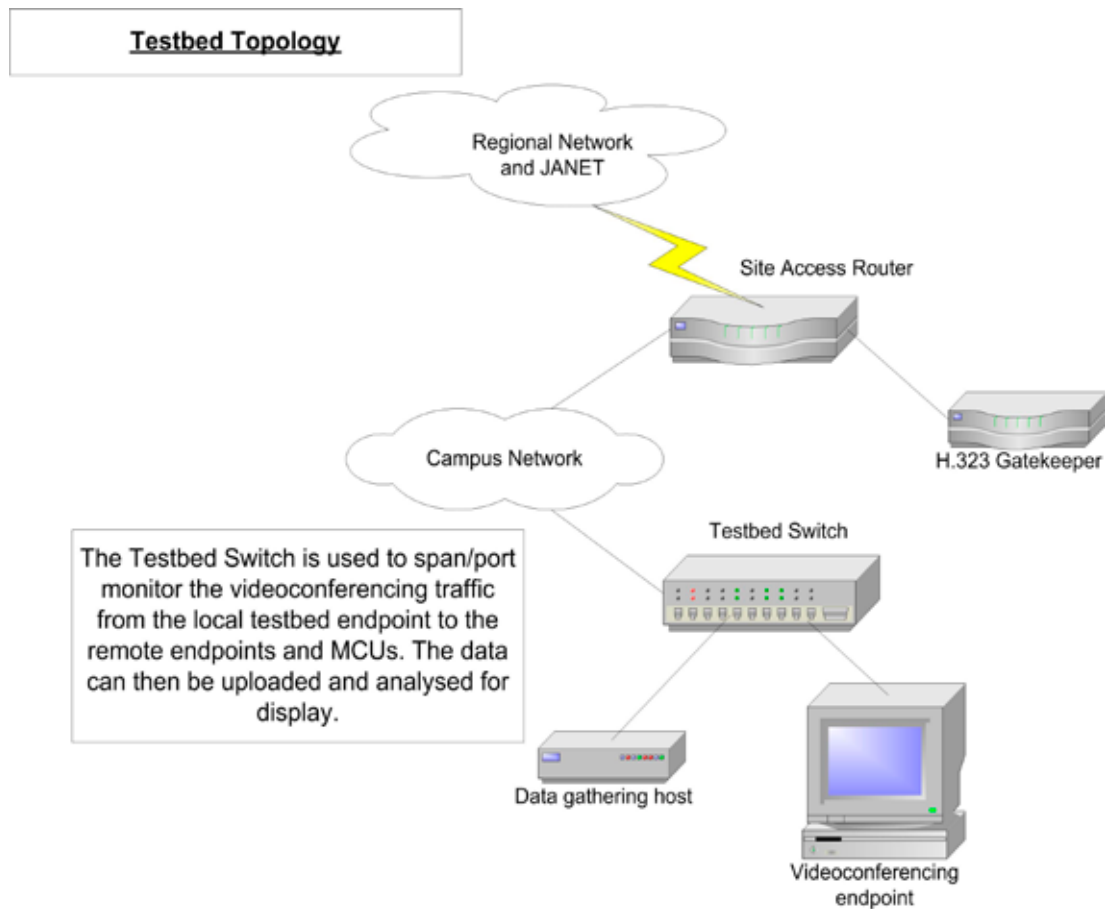 Testbed Topology
Regional Network
and JANET
Site Access Router
H.323 Gatekeeper
Campus Network
Testbed Switch
The Testbed Switch is used to span/port
monitor the videoconferencing traffic
from the local testbed endpoint to the
remote endpoints and MCUs. The data
can then be uploaded and analysed for
display.
Data gathering host
Videoconferencing
endpoint